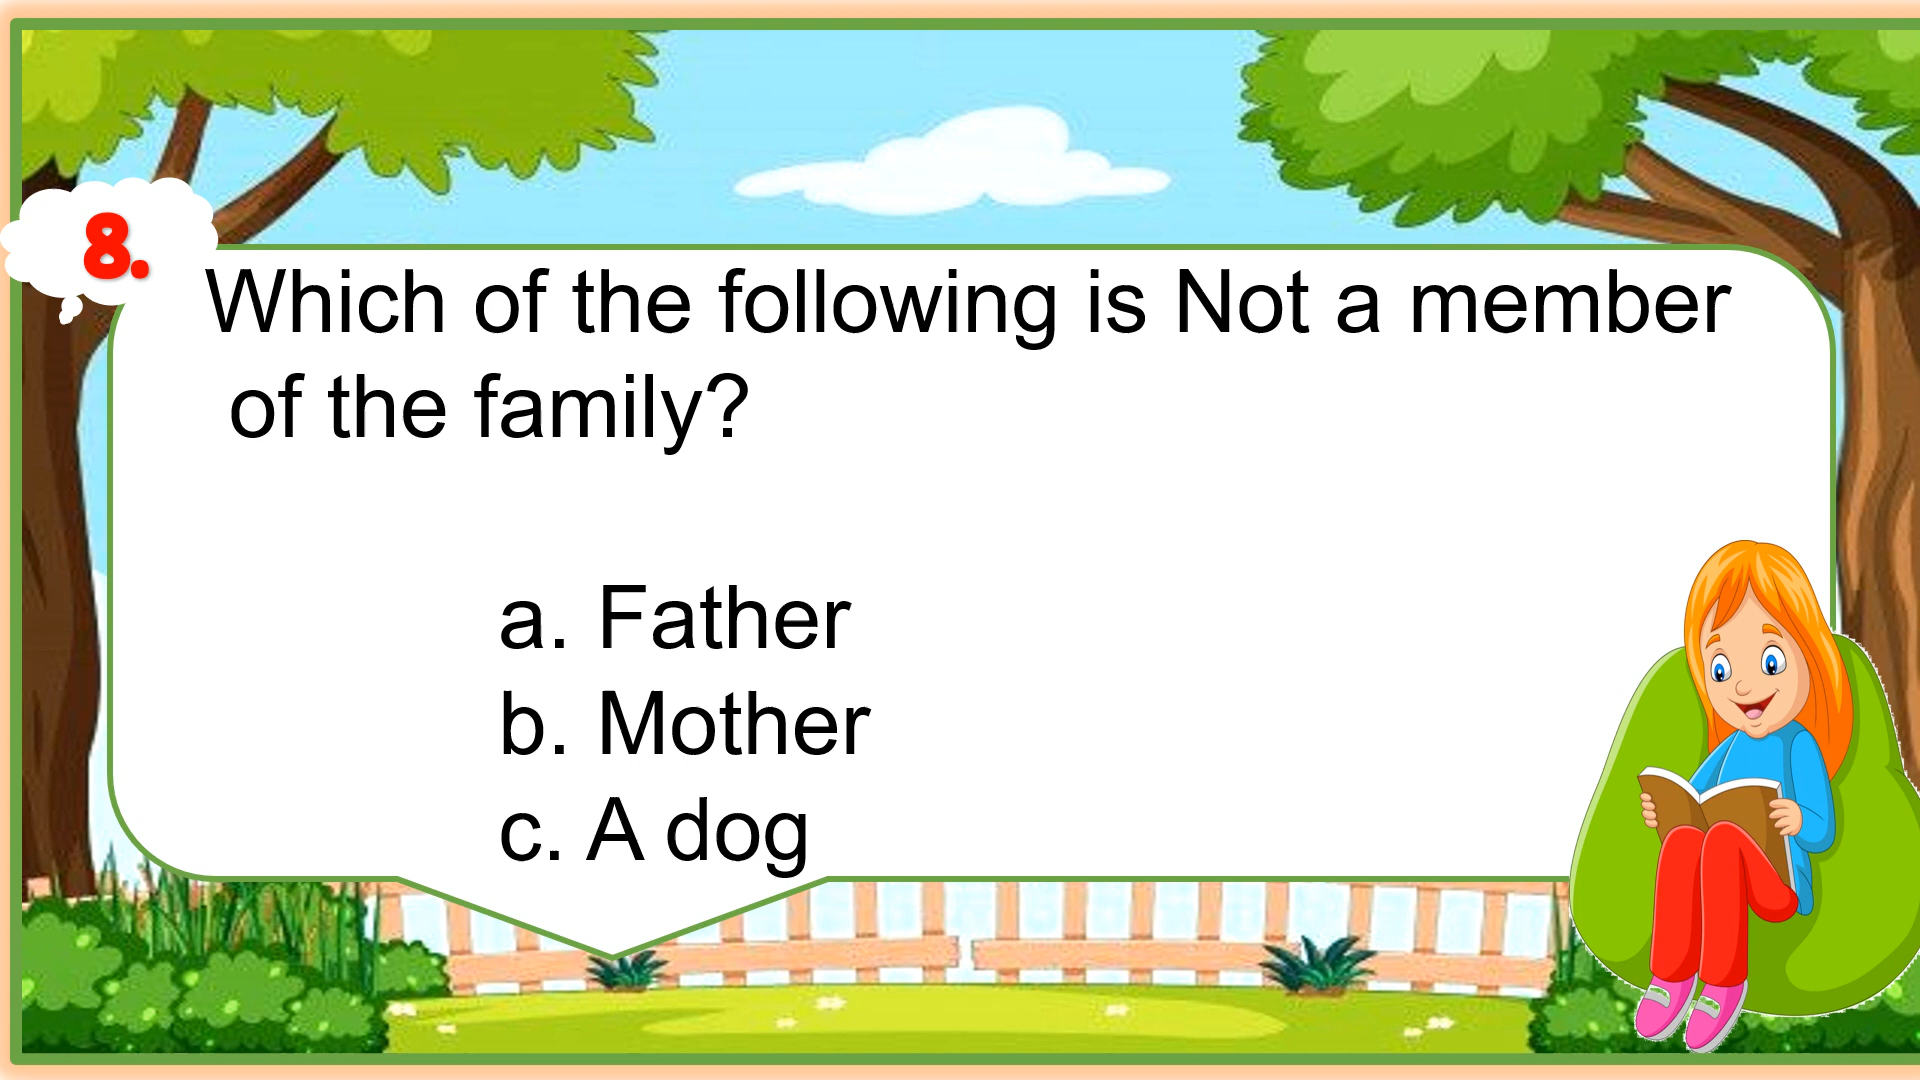 8.
Which of the following is Not a member
of the family?
a. Father
b. Mother
c. A dog